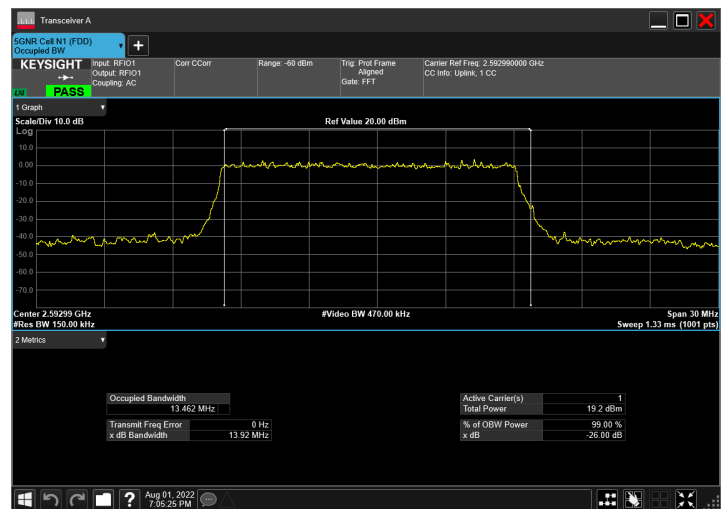 Transceiver A
5GNR Cell N1 (FDD)
Occupied BW
KEYSIGHT
LXI
PASS
Input: RFIO1
Output: RFIO1
Coupling: AC
Corr CCorr
Range: -60 dBm
Trig: Prot Frame
Aligned
Gate: FFT
Carrier Ref Freq: 2.592990000 GHz
CC Info: Uplink, 1 CC
1 Graph
Scale/Div 10.0 dB
Ref Value 20.00 dBm
Log
10.0
0.00
-10.0
-20.0
-30.0
-40.0
-50.0
-60.0
-70.0
Center 2.59299 GHz
#Video BW 470.00 kHz
Span 30 MHz
#Res BW 150.00 kHz
Sweep 1.33 ms (1001 pts)
2 Metrics
Occupied Bandwidth
13.462 MHz
Transmit Freq Error 0 Hz
x dB Bandwidth 13.92 MHz
Active Carrier(s) 1
Total Power 19.2 dBm
% of OBW Power 99.00 %
x dB -26.00 dB
?
Aug 01, 2022
7:05:25 PM